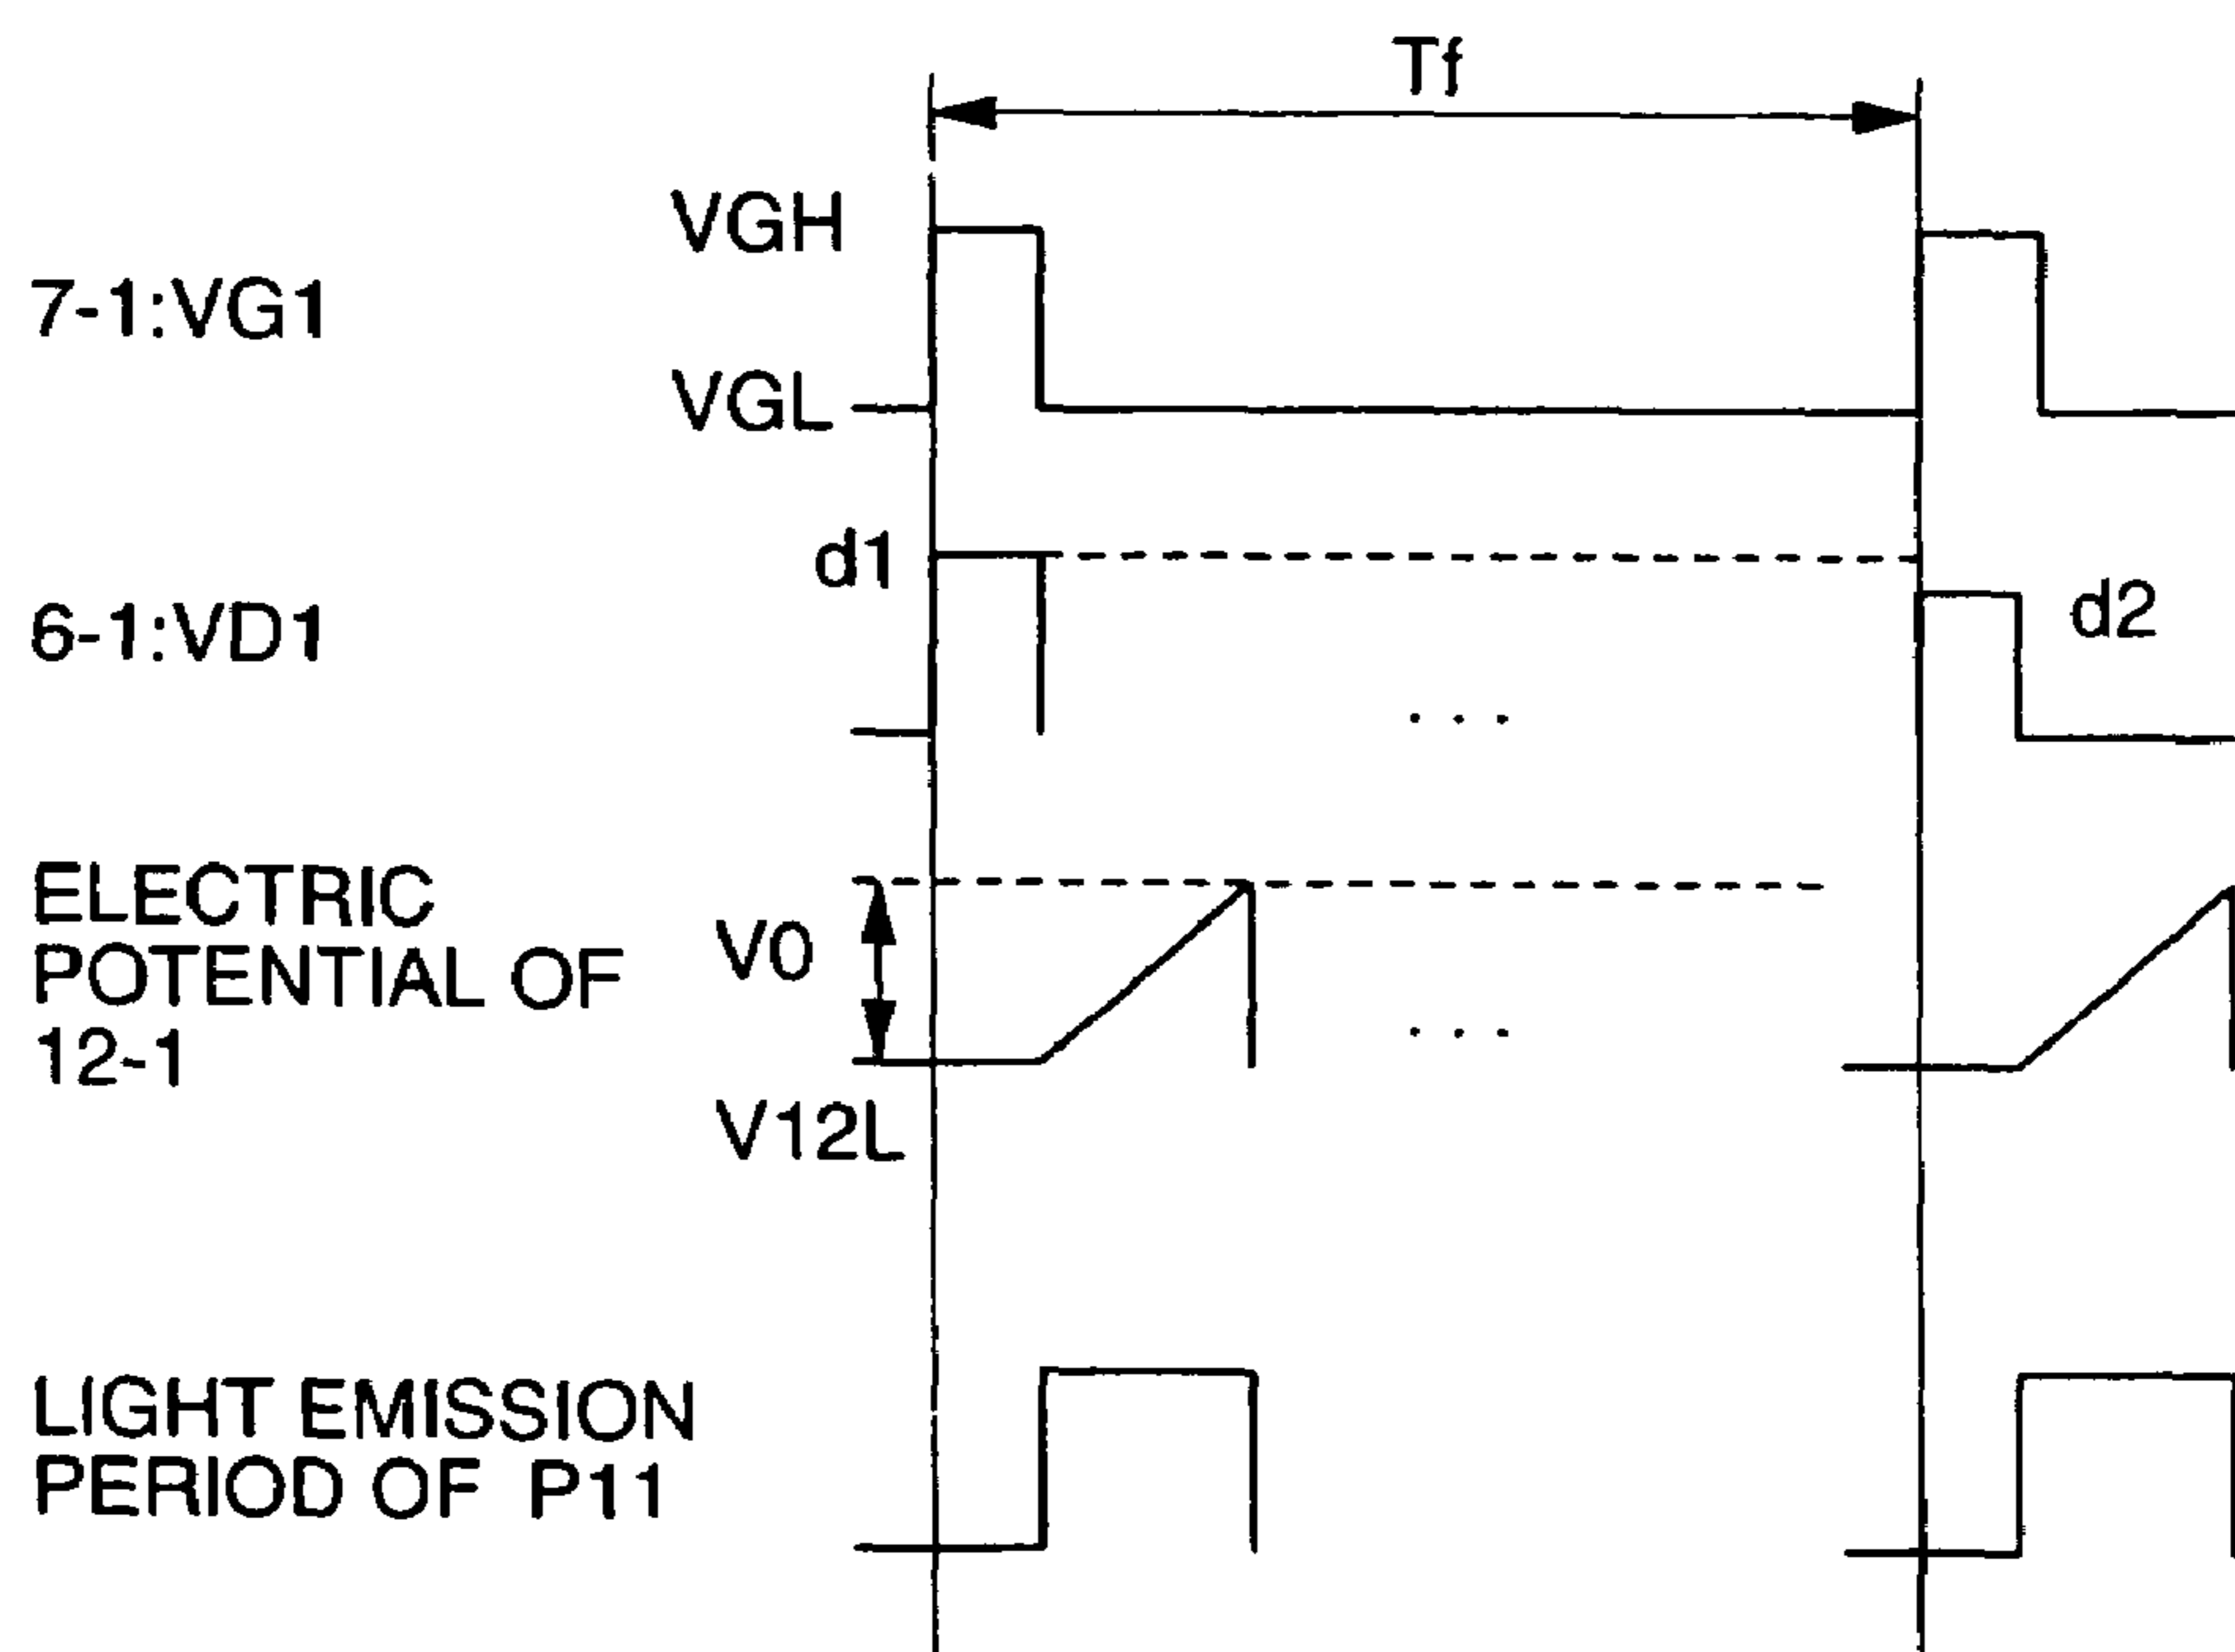 Tf
VGH
7-1:VG1
VGL
d1
6-1:VD1
d2
. . .
ELECTRIC
POTENTIAL OF
12-1
V0
. . .
V12L
LIGHT EMISSION
PERIOD OF P11